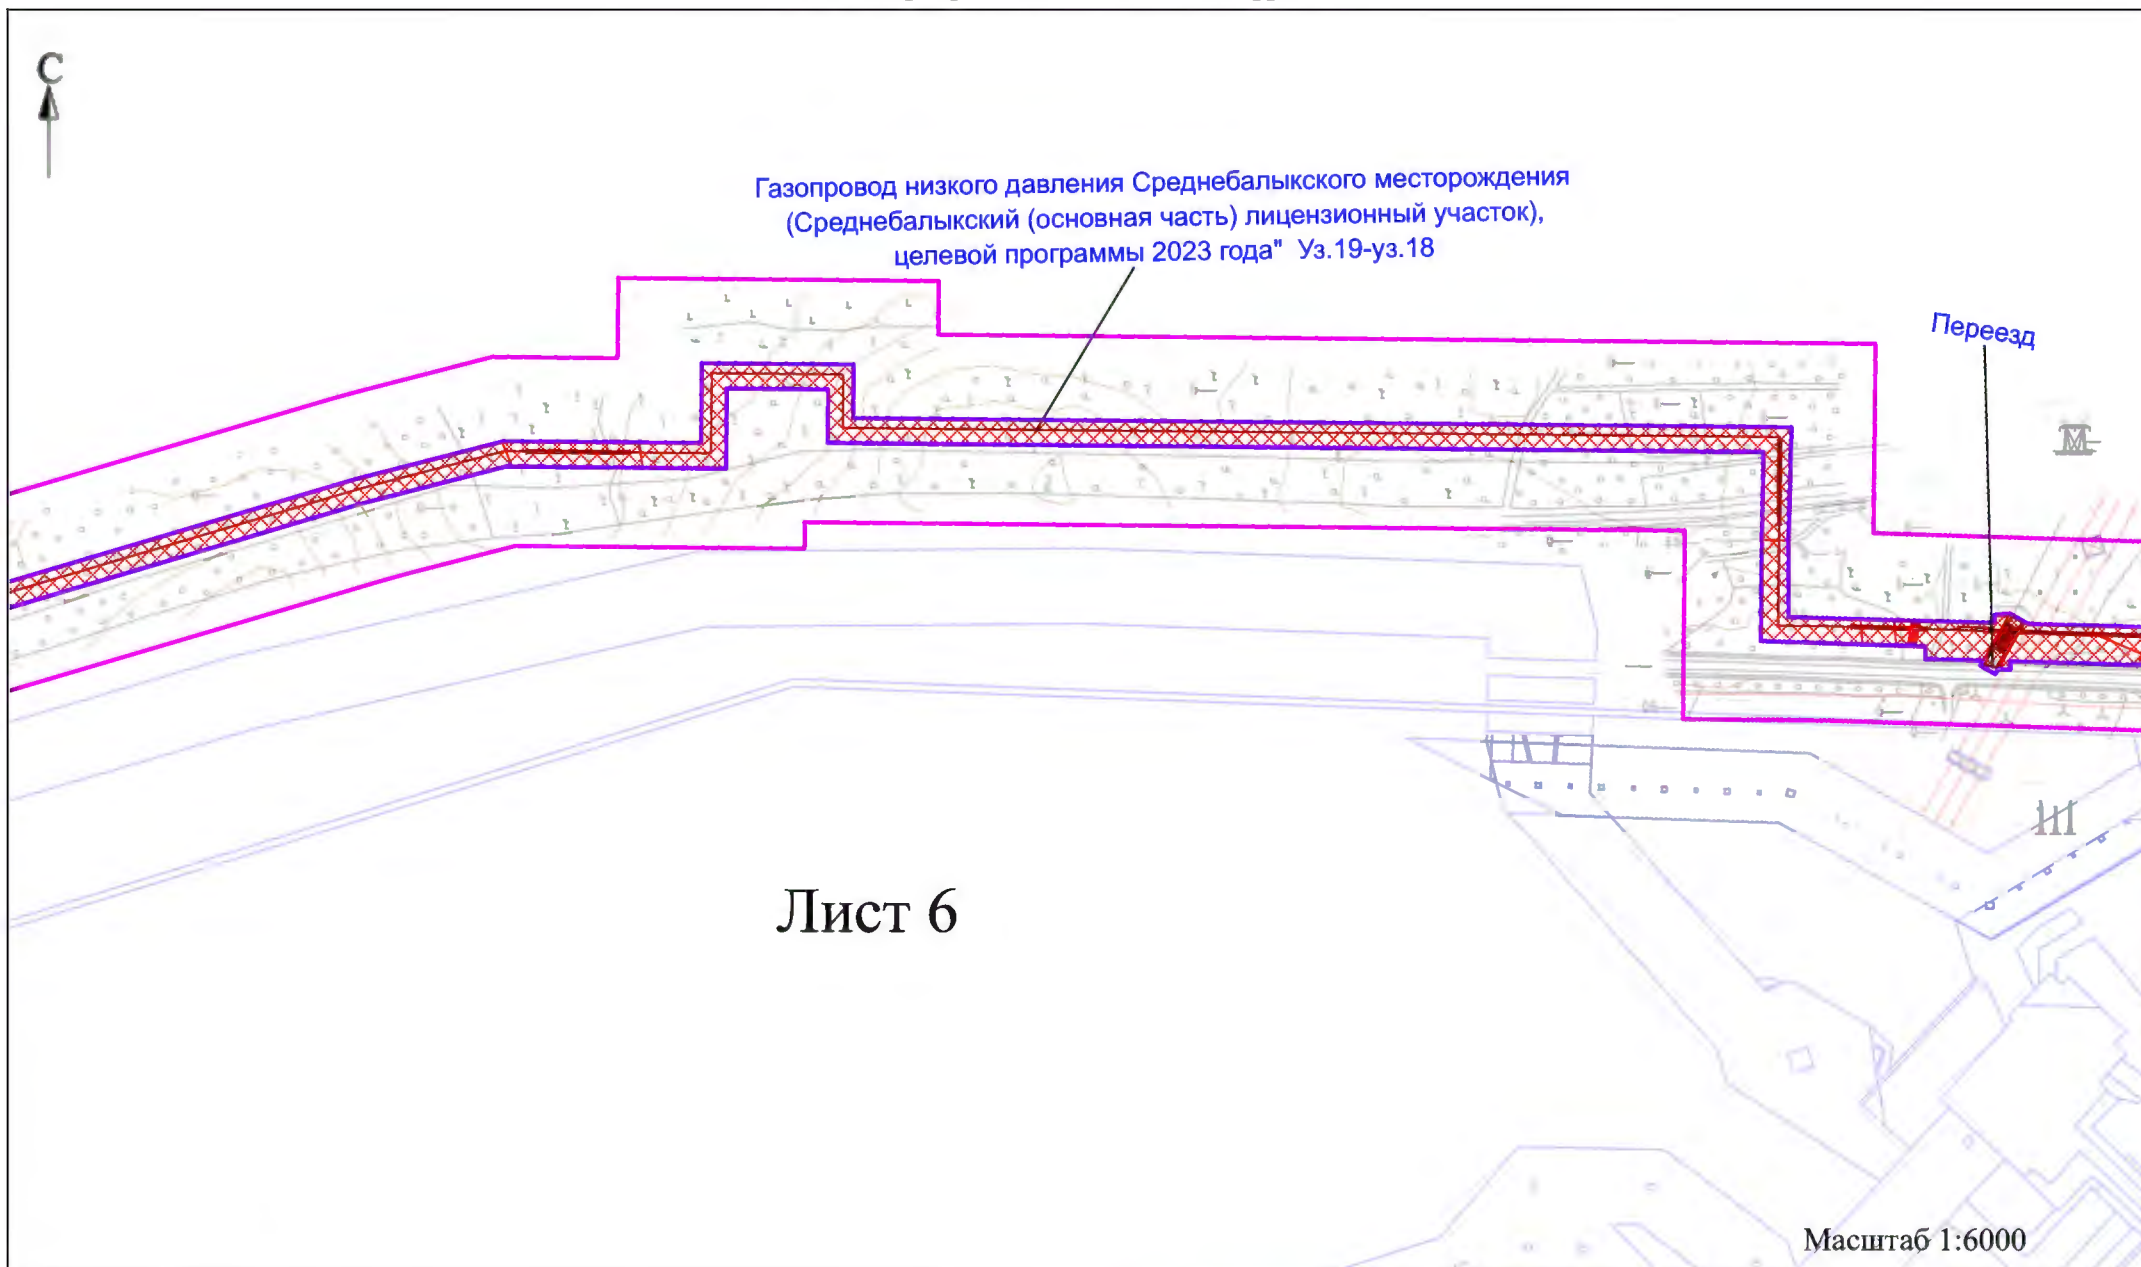 С
Газопровод низкого давления Среднебалыкского месторождения
(Среднебалыкский (основная часть) лицензионный участок),
целевой программы 2023 года" Уз.19-уз.18
Переезд
Лист 6
Масштаб 1:6000